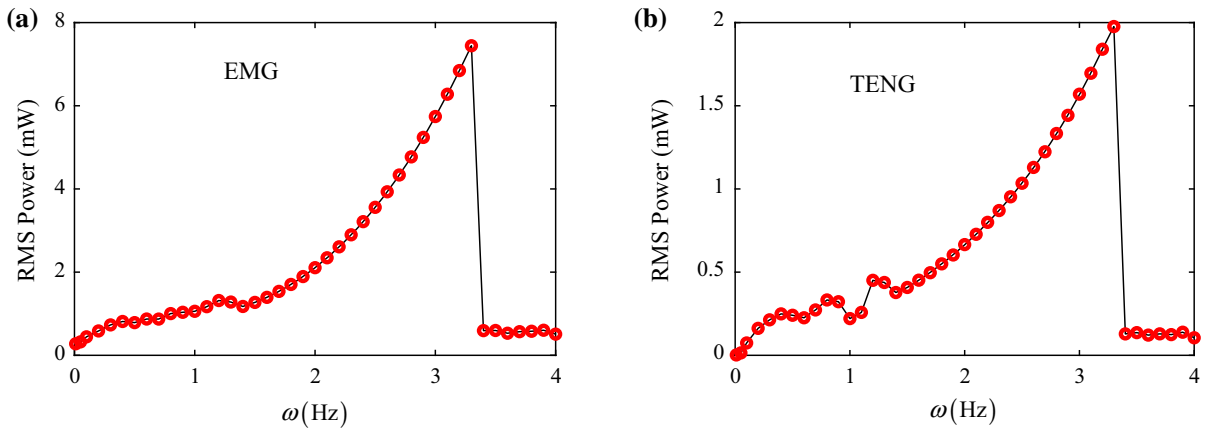 (a)
8
6
4
2
0
RMS Power (mW)
EMG
0 1 2 3 4
ω(Hz)
(b)
2
1.5
1
0.5
0
RMS Power (mW)
TENG
0 1 2 3 4
ω(Hz)